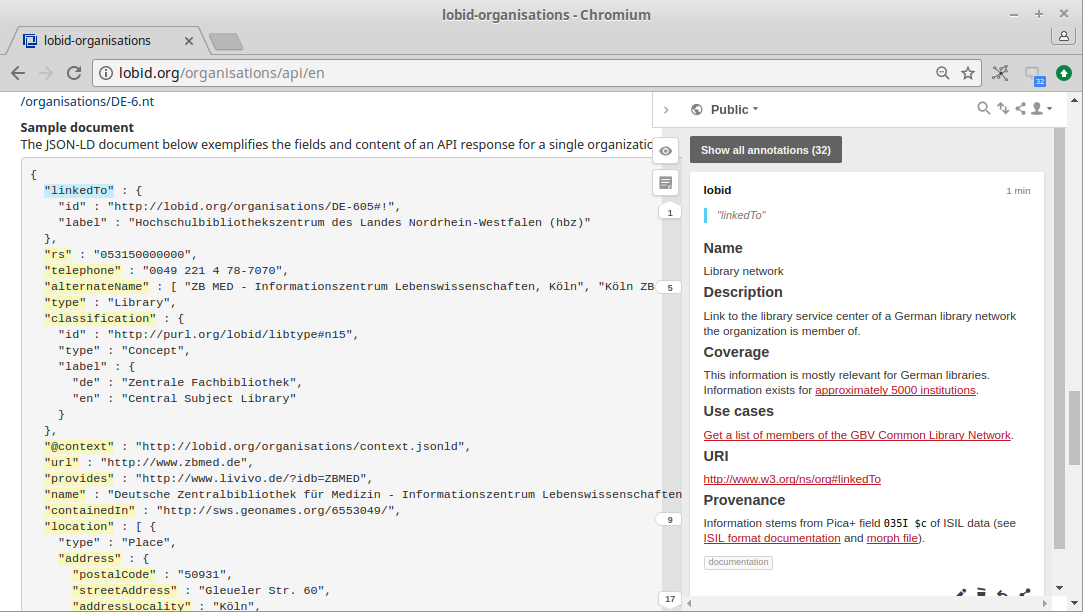 lobid-organisations - Chromium
lobid-organisations
lobid.org/organisations/api/en
32
/organisations/DE-6.nt
Sample document
The JSON-LD document below exemplifies the fields and content of an API response for a single organizatio
{
"linkedTo" : {
"id" : "http://lobid.org/organisations/DE-605#!",
"label" : "Hochschulbibliothekszentrum des Landes Nordrhein-Westfalen (hbz)"
},
"rs" : "053150000000",
"telephone" : "0049 221 4 78-7070",
"alternateName" : [ "ZB MED - Informationszentrum Lebenswissenschaften, Köln", "Köln ZB
"type" : "Library",
"classification" : {
"id" : "http://purl.org/lobid/libtype#n15",
"type" : "Concept",
"label" : {
"de" : "Zentrale Fachbibliothek",
"en" : "Central Subject Library"
}
},
"@context" : "http://lobid.org/organisations/context.jsonld",
"url" : "http://www.zbmed.de",
"provides" : "http://www.livivo.de/?idb=ZBMED",
"name" : "Deutsche Zentralbibliothek für Medizin - Informationszentrum Lebenswissenschaften
"containedIn" : "http://sws.geonames.org/6553049/",
"location" : [ {
"type" : "Place",
"address" : {
"postalCode" : "50931",
"streetAddress" : "Gleueler Str. 60",
"addressLocality" : "Köln",
1
5
9
17
Public
Show all annotations (32)
lobid
1 min
"linkedTo"
Name
Library network
Description
Link to the library service center of a German library network
the organization is member of.
Coverage
This information is mostly relevant for German libraries.
Information exists for approximately 5000 institutions.
Use cases
Get a list of members of the GBV Common Library Network.
URI
http://www.w3.org/ns/org#linkedTo
Provenance
Information stems from Pica+ field 035I $c of ISIL data (see
ISIL format documentation and morph file).
documentation